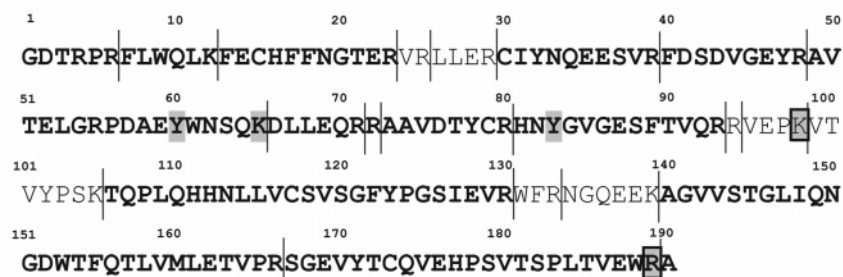 1 10 20 30 40 50
GDTRPRFLWQLKFECHFFNGTERVRLLERCIYNQEESVRFDSDVGEYRAV
51 60 70 80 90 100
TELGRPDAEYWNSQKDLLEQRRAAVDTYCRHNYGVGESFTVQRRVEPKVT
101 110 120 131 140 150
VYPSKTQPLQHHNLLVCSVSGFYPGSIEVRWFRNGQEEKAGVVSTGLIQN
151 160 170 180 190
GDWTFQTLVMLETVPRSGEVYTCQVEHPSVTSPLTVEWRA